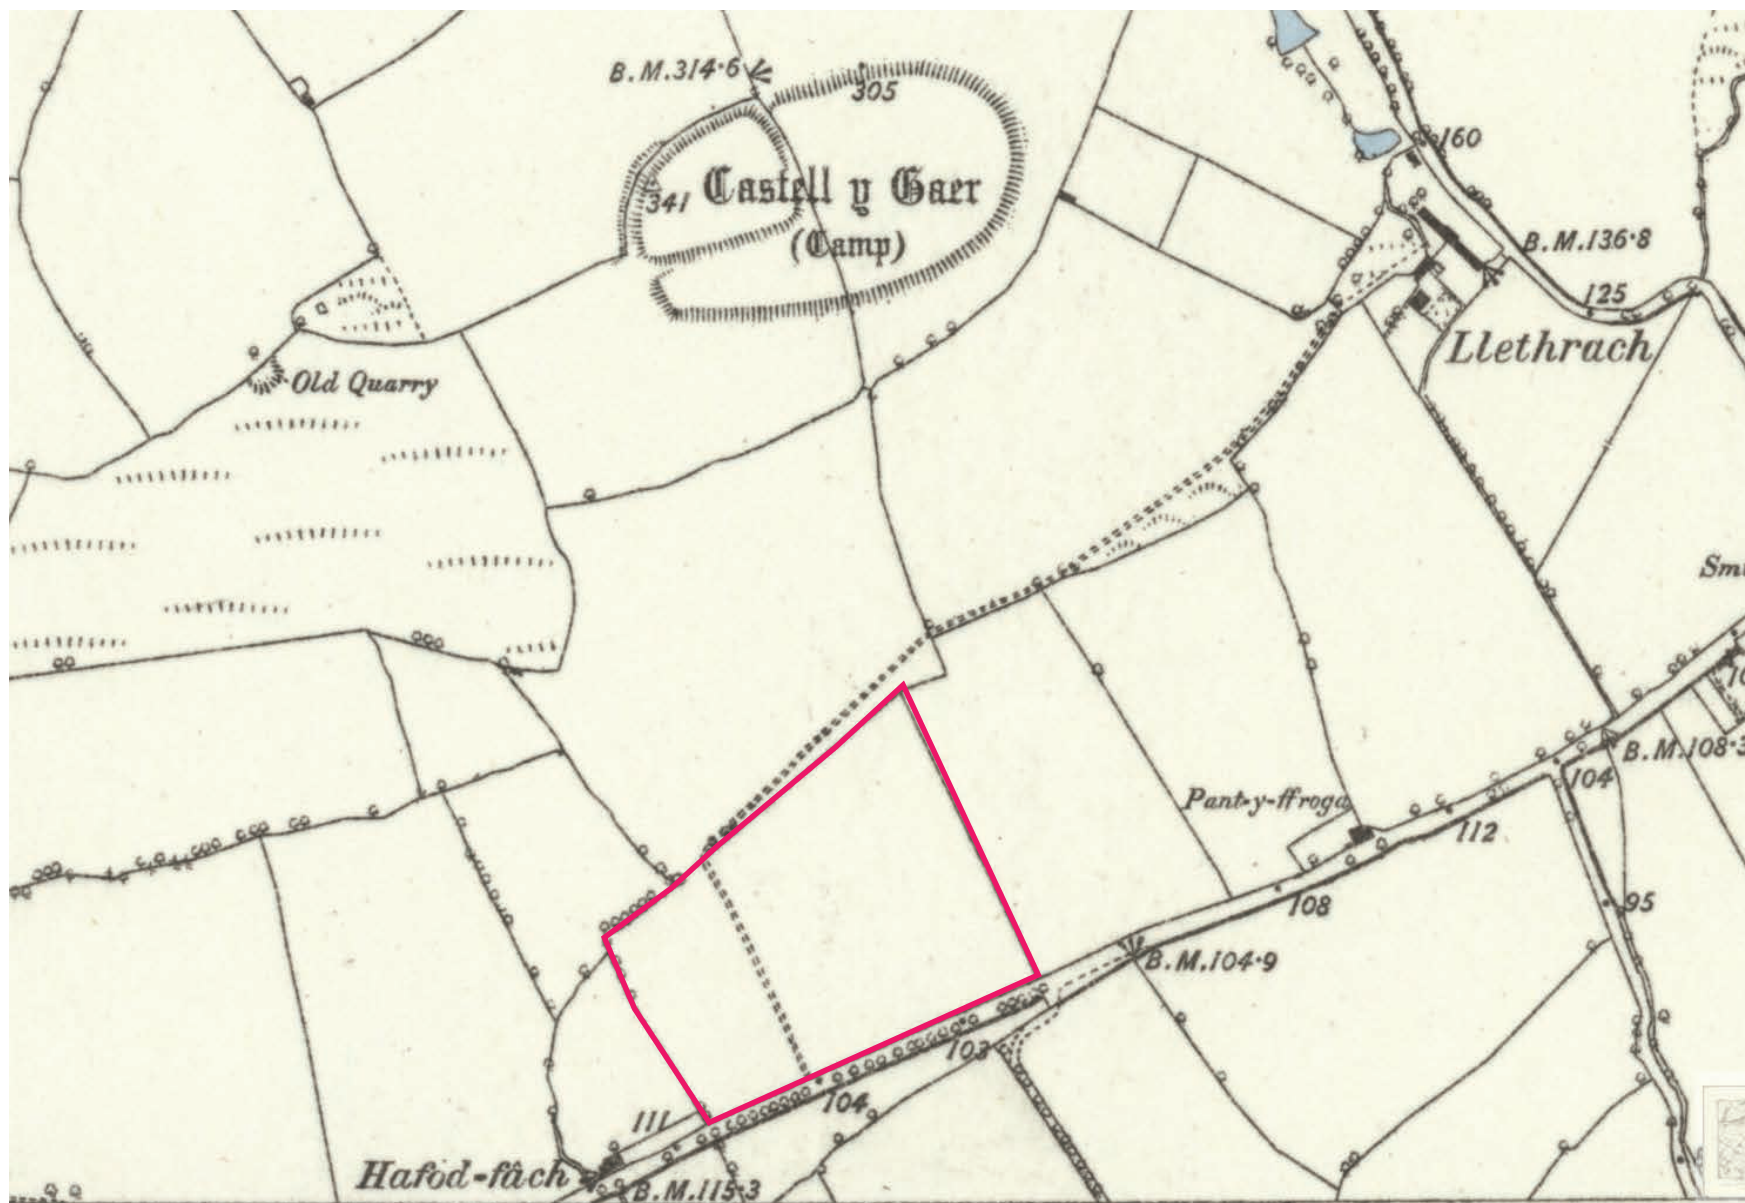 B.M.314·6
305
160
341
Castell y Gaer
(Camp)
B.M.136·8
125
Llethrach
Old Quarry
Pant-y-ffroga
B.M.108·3
104
112
108
95
B.M.104·9
103
104
111
Hafod-fâch
B.M.115·3